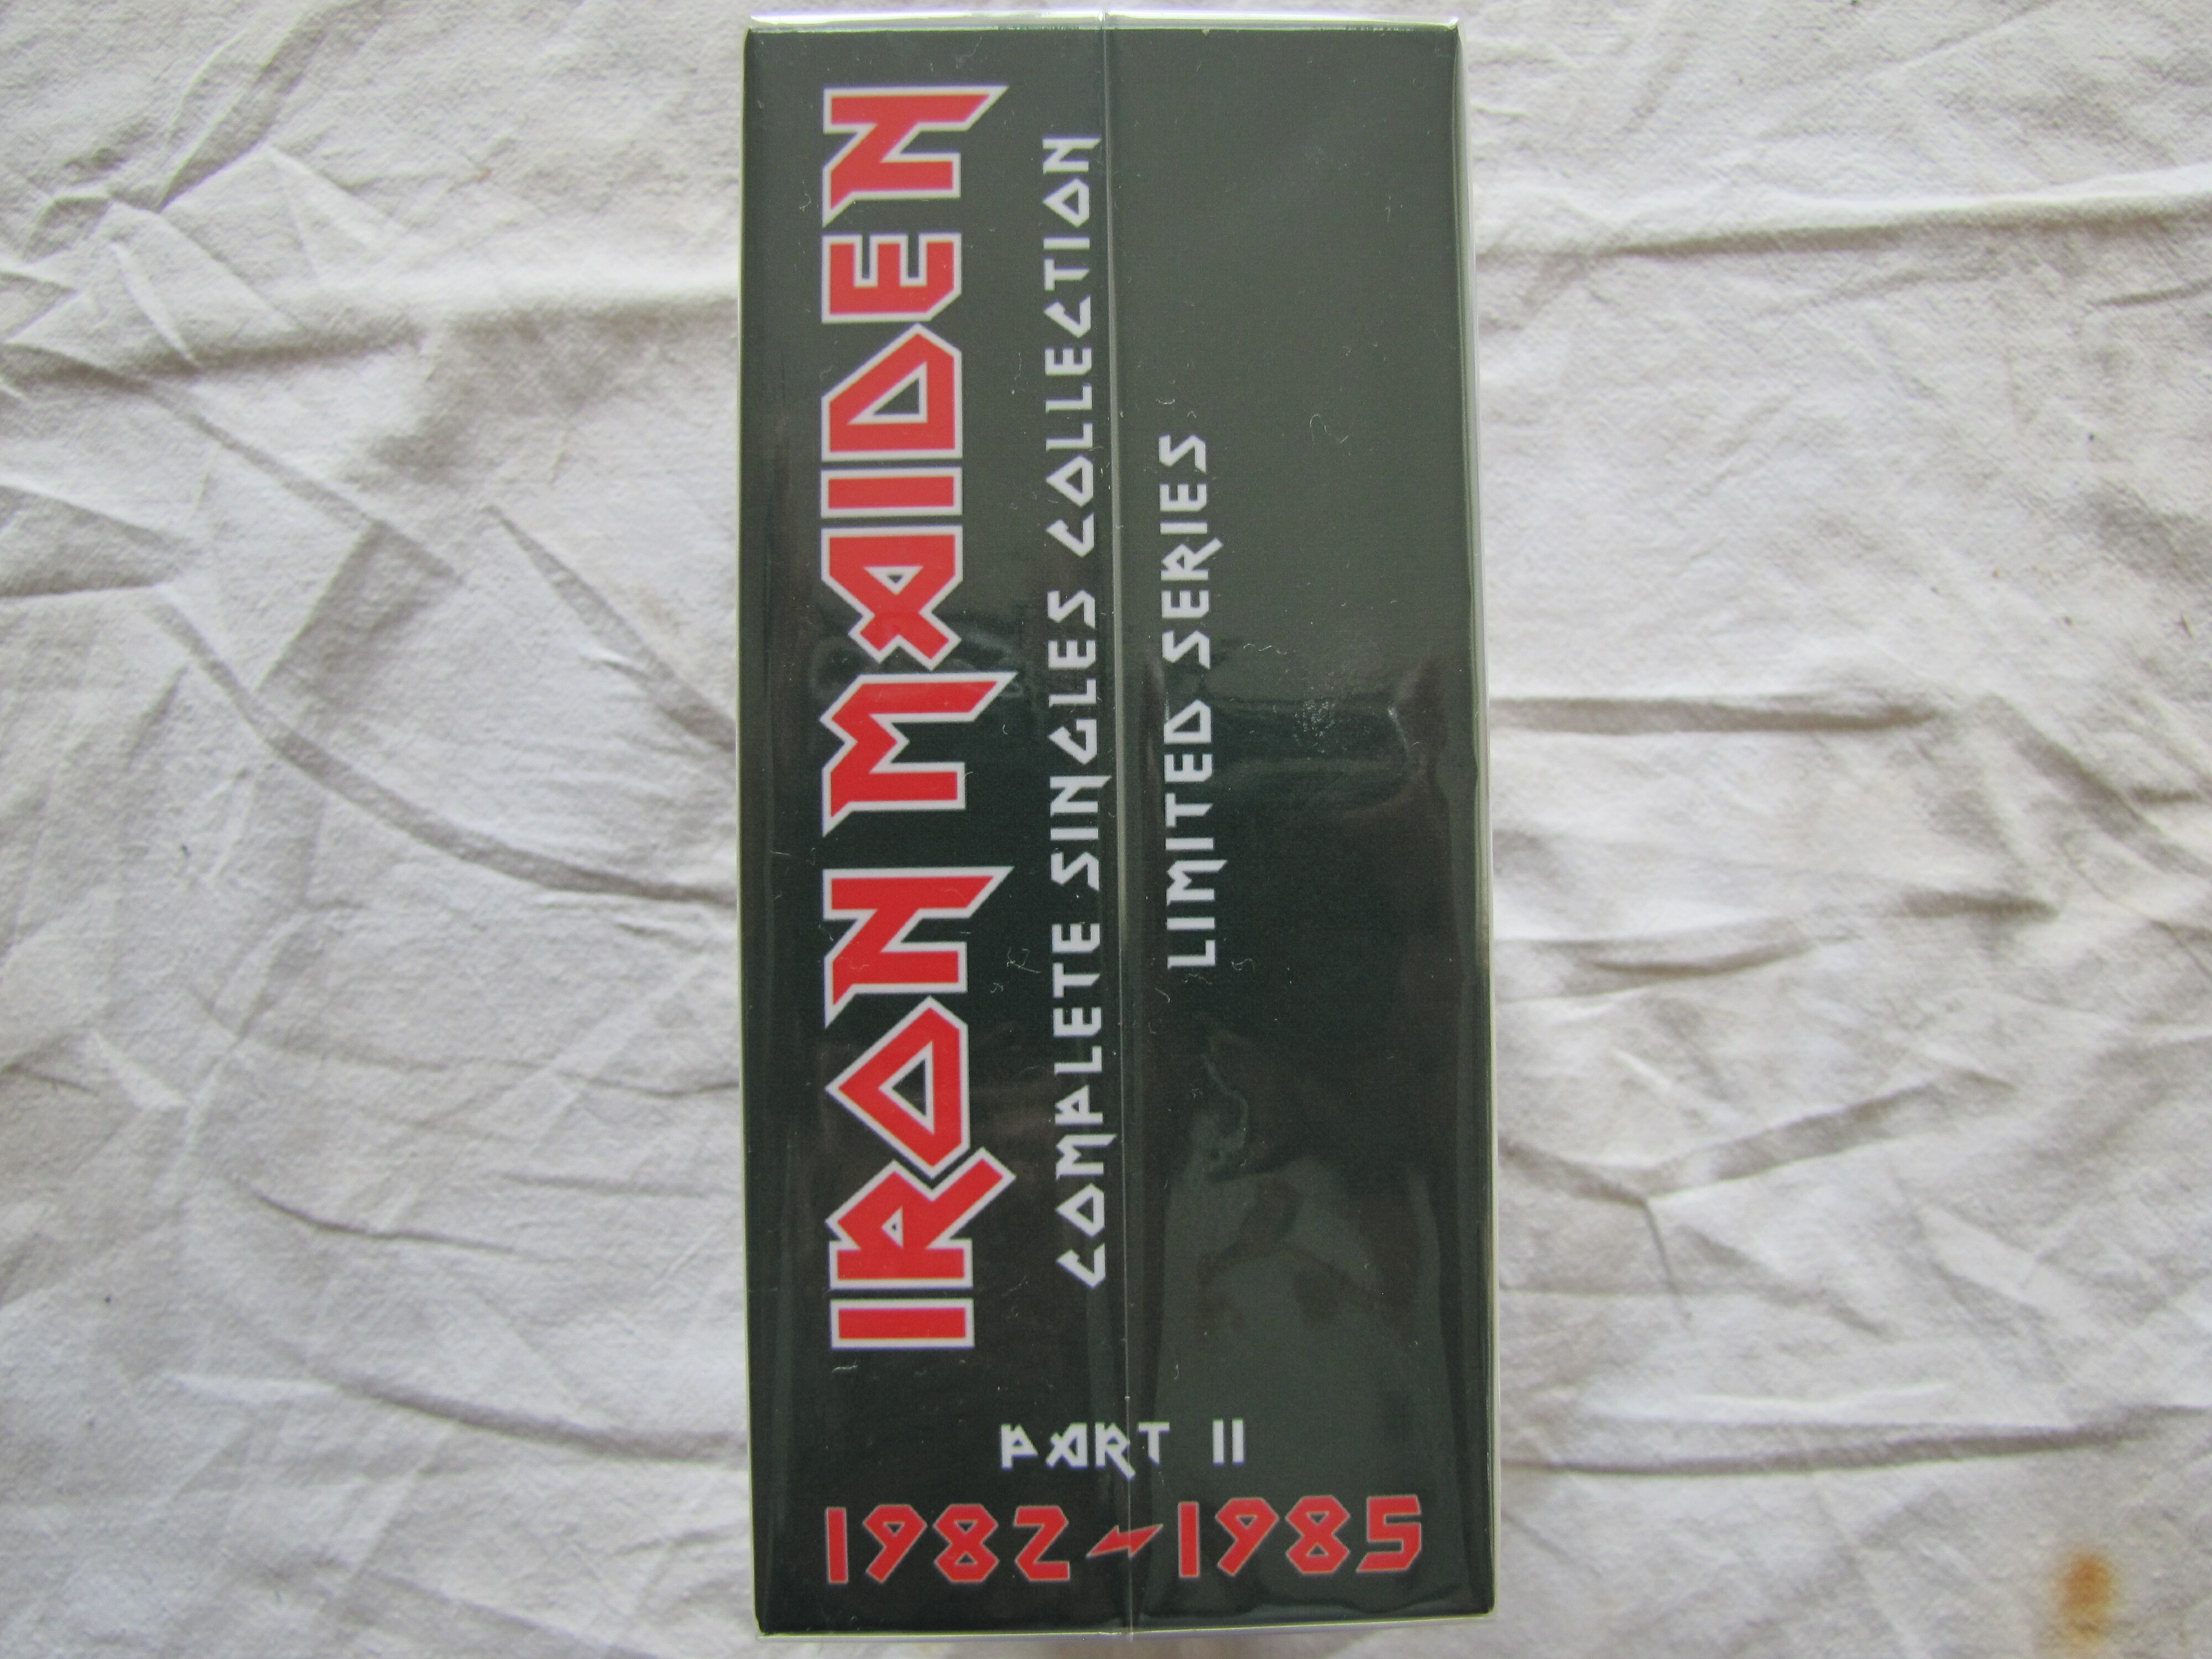 IRON MAIDEN
COMPLETE SINGLES COLLECTION
LIMITED SERIES
PART II
1982-1985